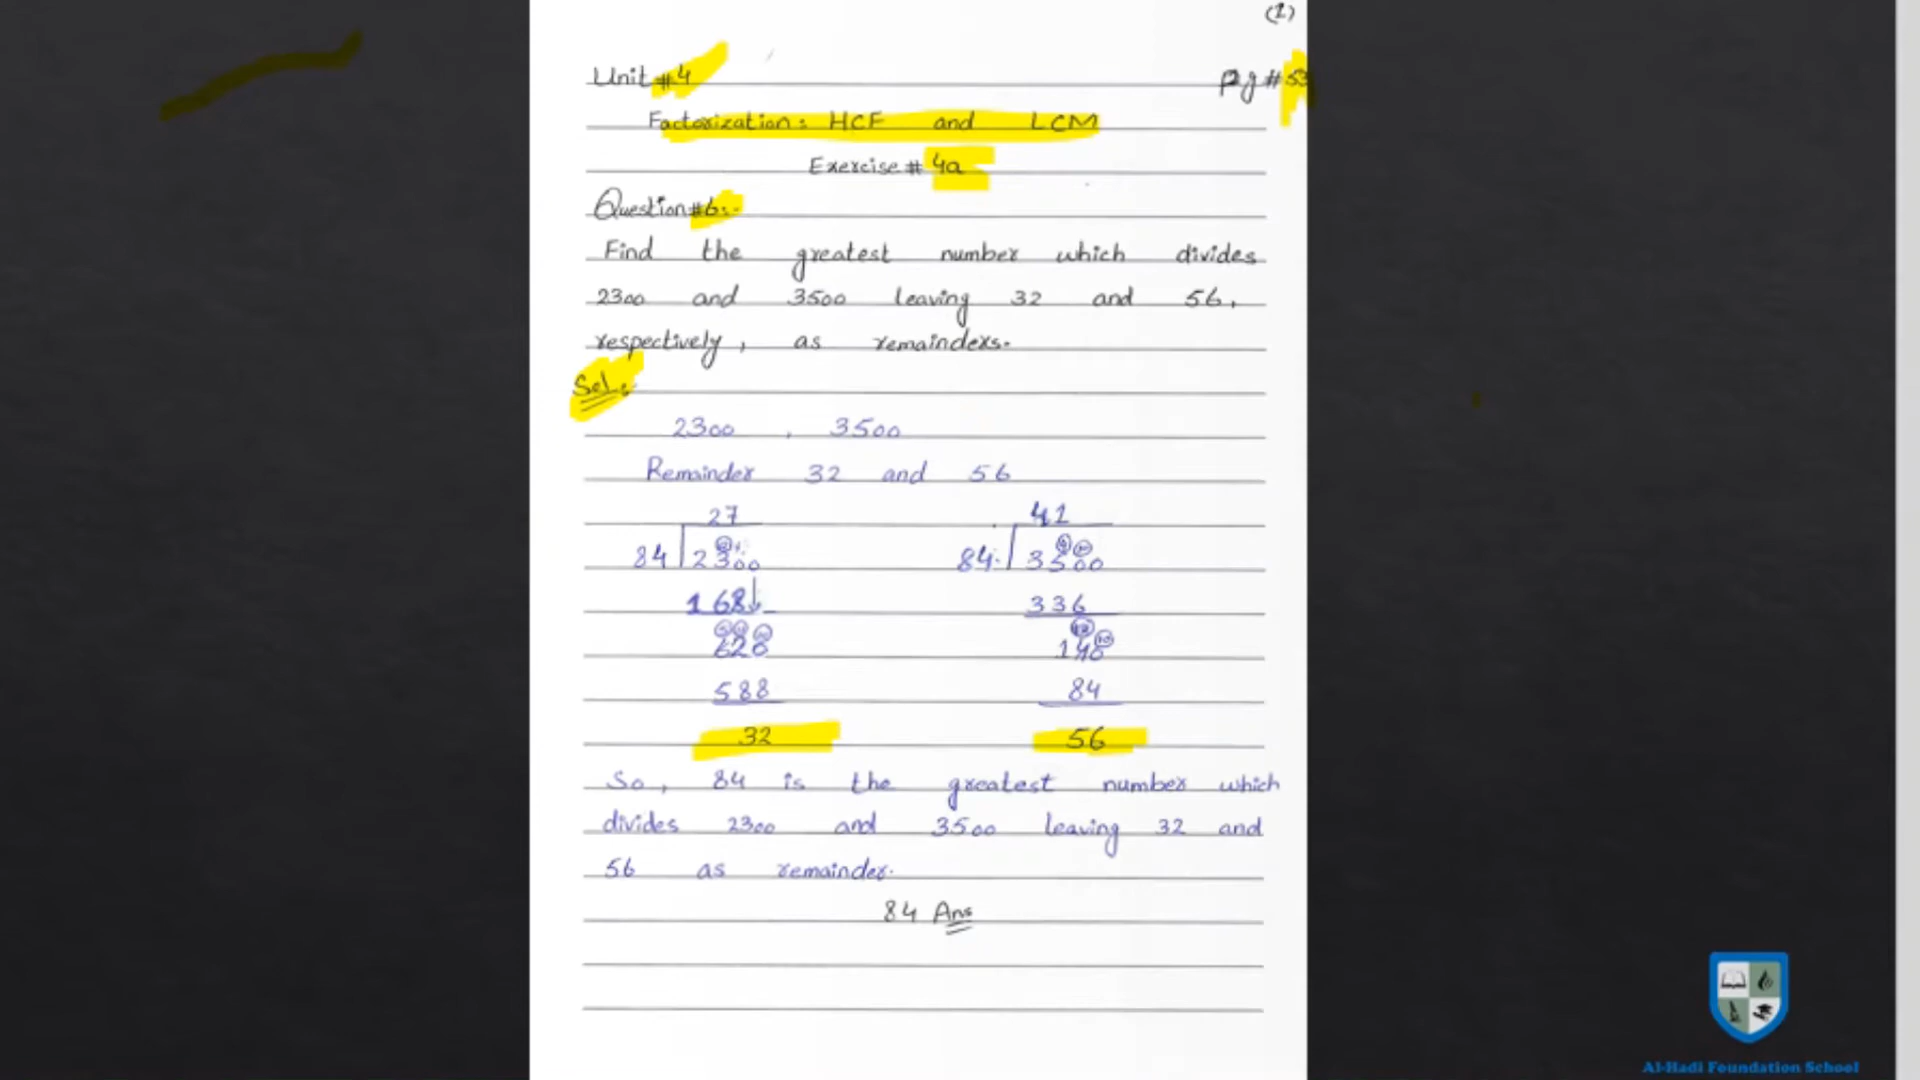 (1)
Unit #4 Pg # 53
Factorization: HCF and LCM
Exercise # 4a
Question#6:-
Find the greatest number which divides
2300 and 3500 leaving 32 and 56,
respectively, as remainders.
Sol:
2300 , 3500
Remainder 32 and 56
27 41
84 2300 84 3500
168 336
620 140
588 84
32 56
So, 84 is the greatest number which
divides 2300 and 3500 leaving 32 and
56 as remainder.
84 Ans
Al-Hadi Foundation School